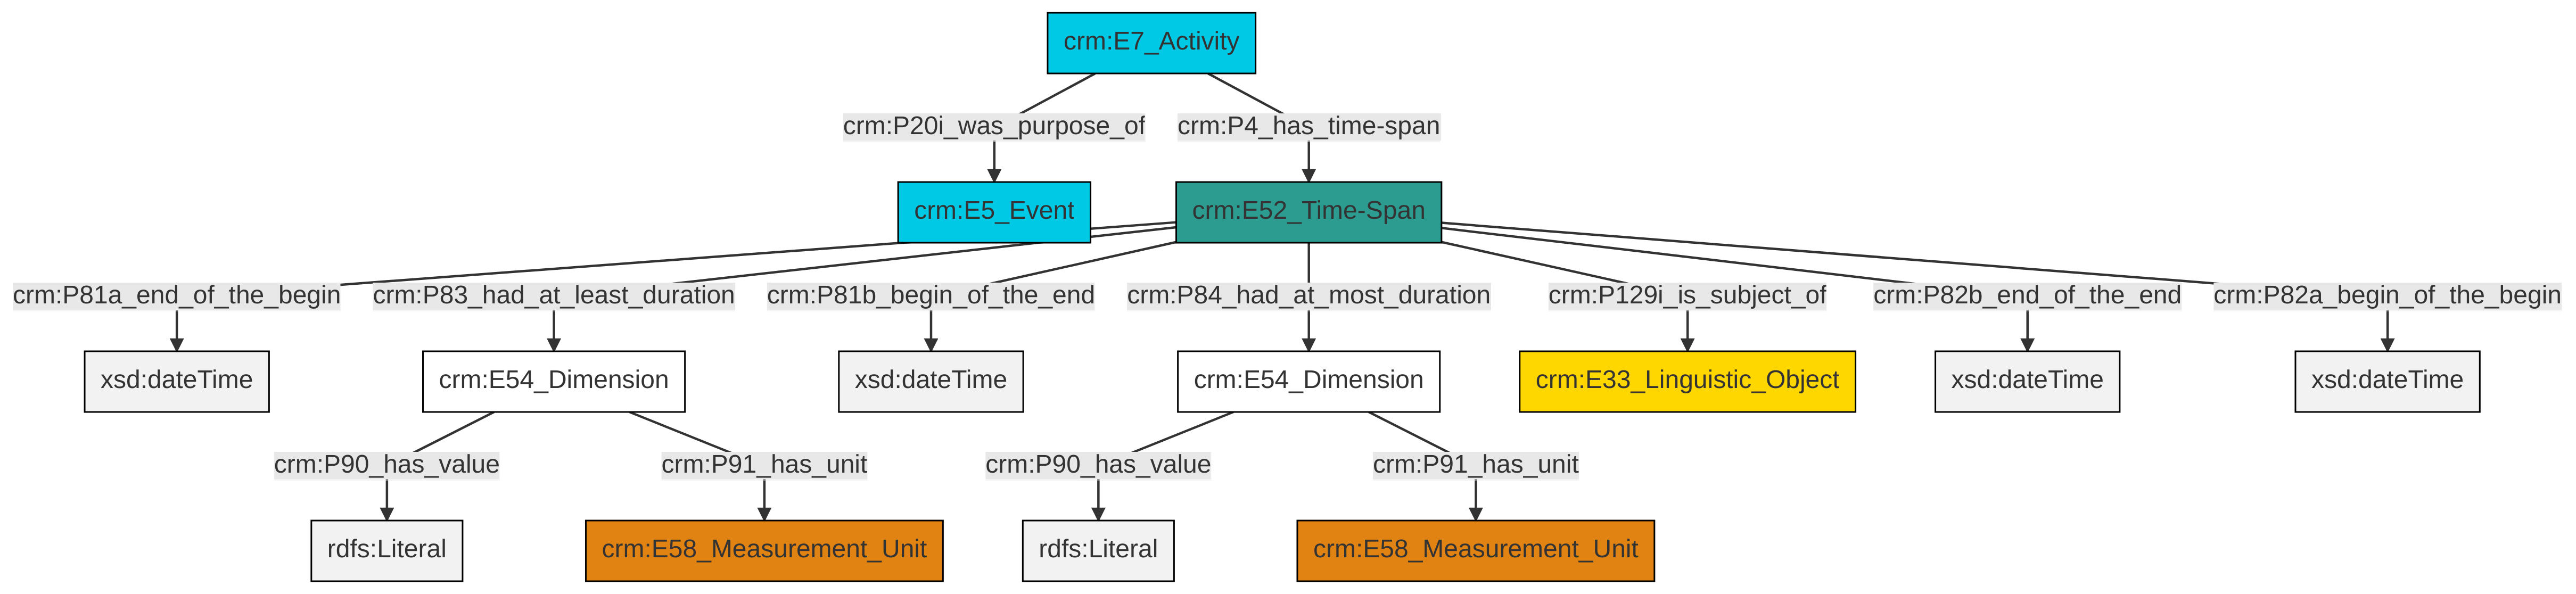 crm:E7_Activity
crm:P20i_was_purpose_of
crm:P4_has_time-span
crm:E5_Event
crm:E52_Time-Span
crm:P81a_end_of_the_begin
crm:P83_had_at_least_duration
crm:P81b_begin_of_the_end
crm:P84_had_at_most_duration
crm:P129i_is_subject_of
crm:P82b_end_of_the_end
crm:P82a_begin_of_the_begin
xsd:dateTime
crm:E54_Dimension
xsd:dateTime
crm:E54_Dimension
crm:E33_Linguistic_Object
xsd:dateTime
xsd:dateTime
crm:P90_has_value
crm:P91_has_unit
crm:P90_has_value
crm:P91_has_unit
rdfs:Literal
crm:E58_Measurement_Unit
rdfs:Literal
crm:E58_Measurement_Unit